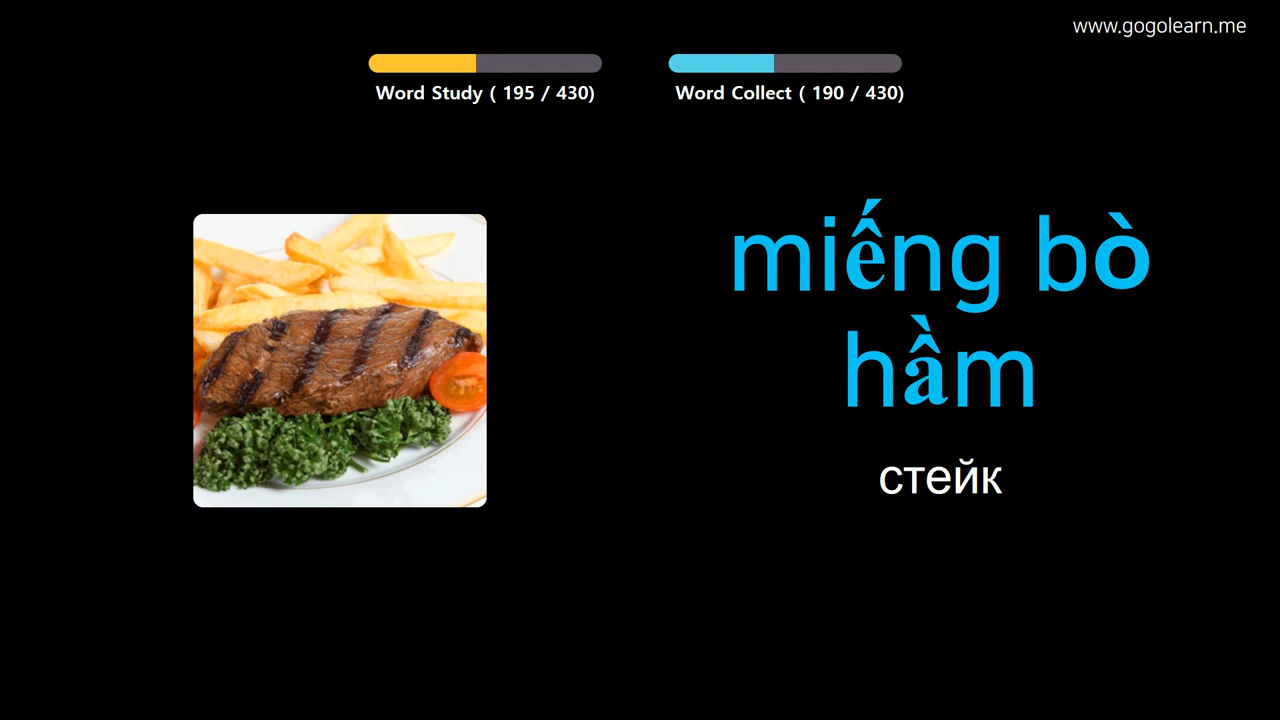 www.gogolearn.me
Word Study ( 195 / 430)
Word Collect ( 190 / 430)
miếng bò
hầm
стейк